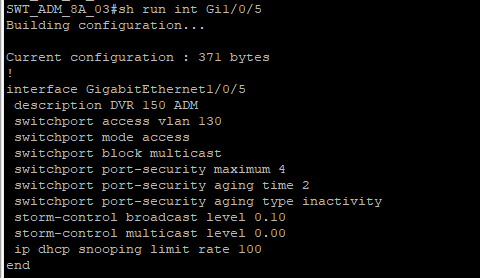 SWT_ADM_8A_03#sh run int Gi1/0/5
Building configuration...
Current configuration : 371 bytes
!
interface GigabitEthernet1/0/5
description DVR 150 ADM
switchport access vlan 130
switchport mode access
switchport block multicast
switchport port-security maximum 4
switchport port-security aging time 2
switchport port-security aging type inactivity
storm-control broadcast level 0.10
storm-control multicast level 0.00
ip dhcp snooping limit rate 100
end